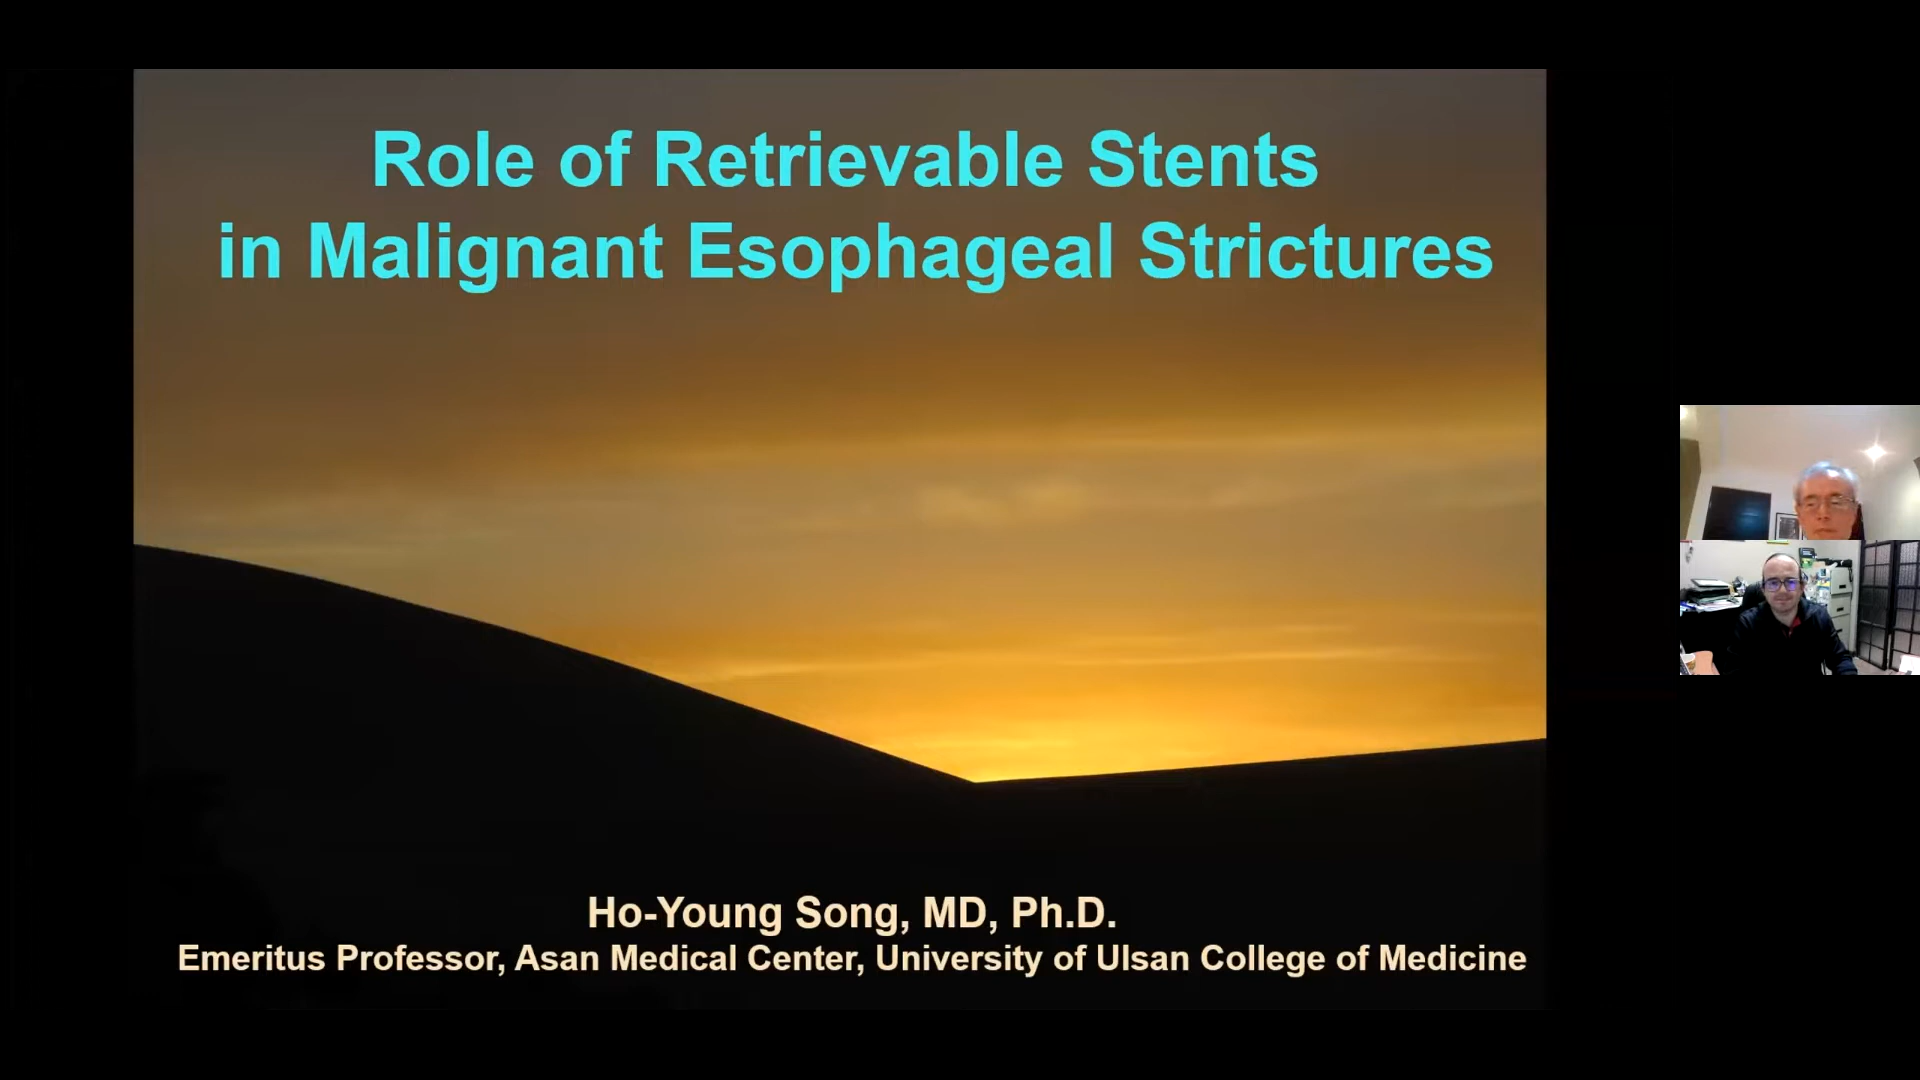 Role of Retrievable Stents
in Malignant Esophageal Strictures
Ho-Young Song, MD, Ph.D.
Emeritus Professor, Asan Medical Center, University of Ulsan College of Medicine